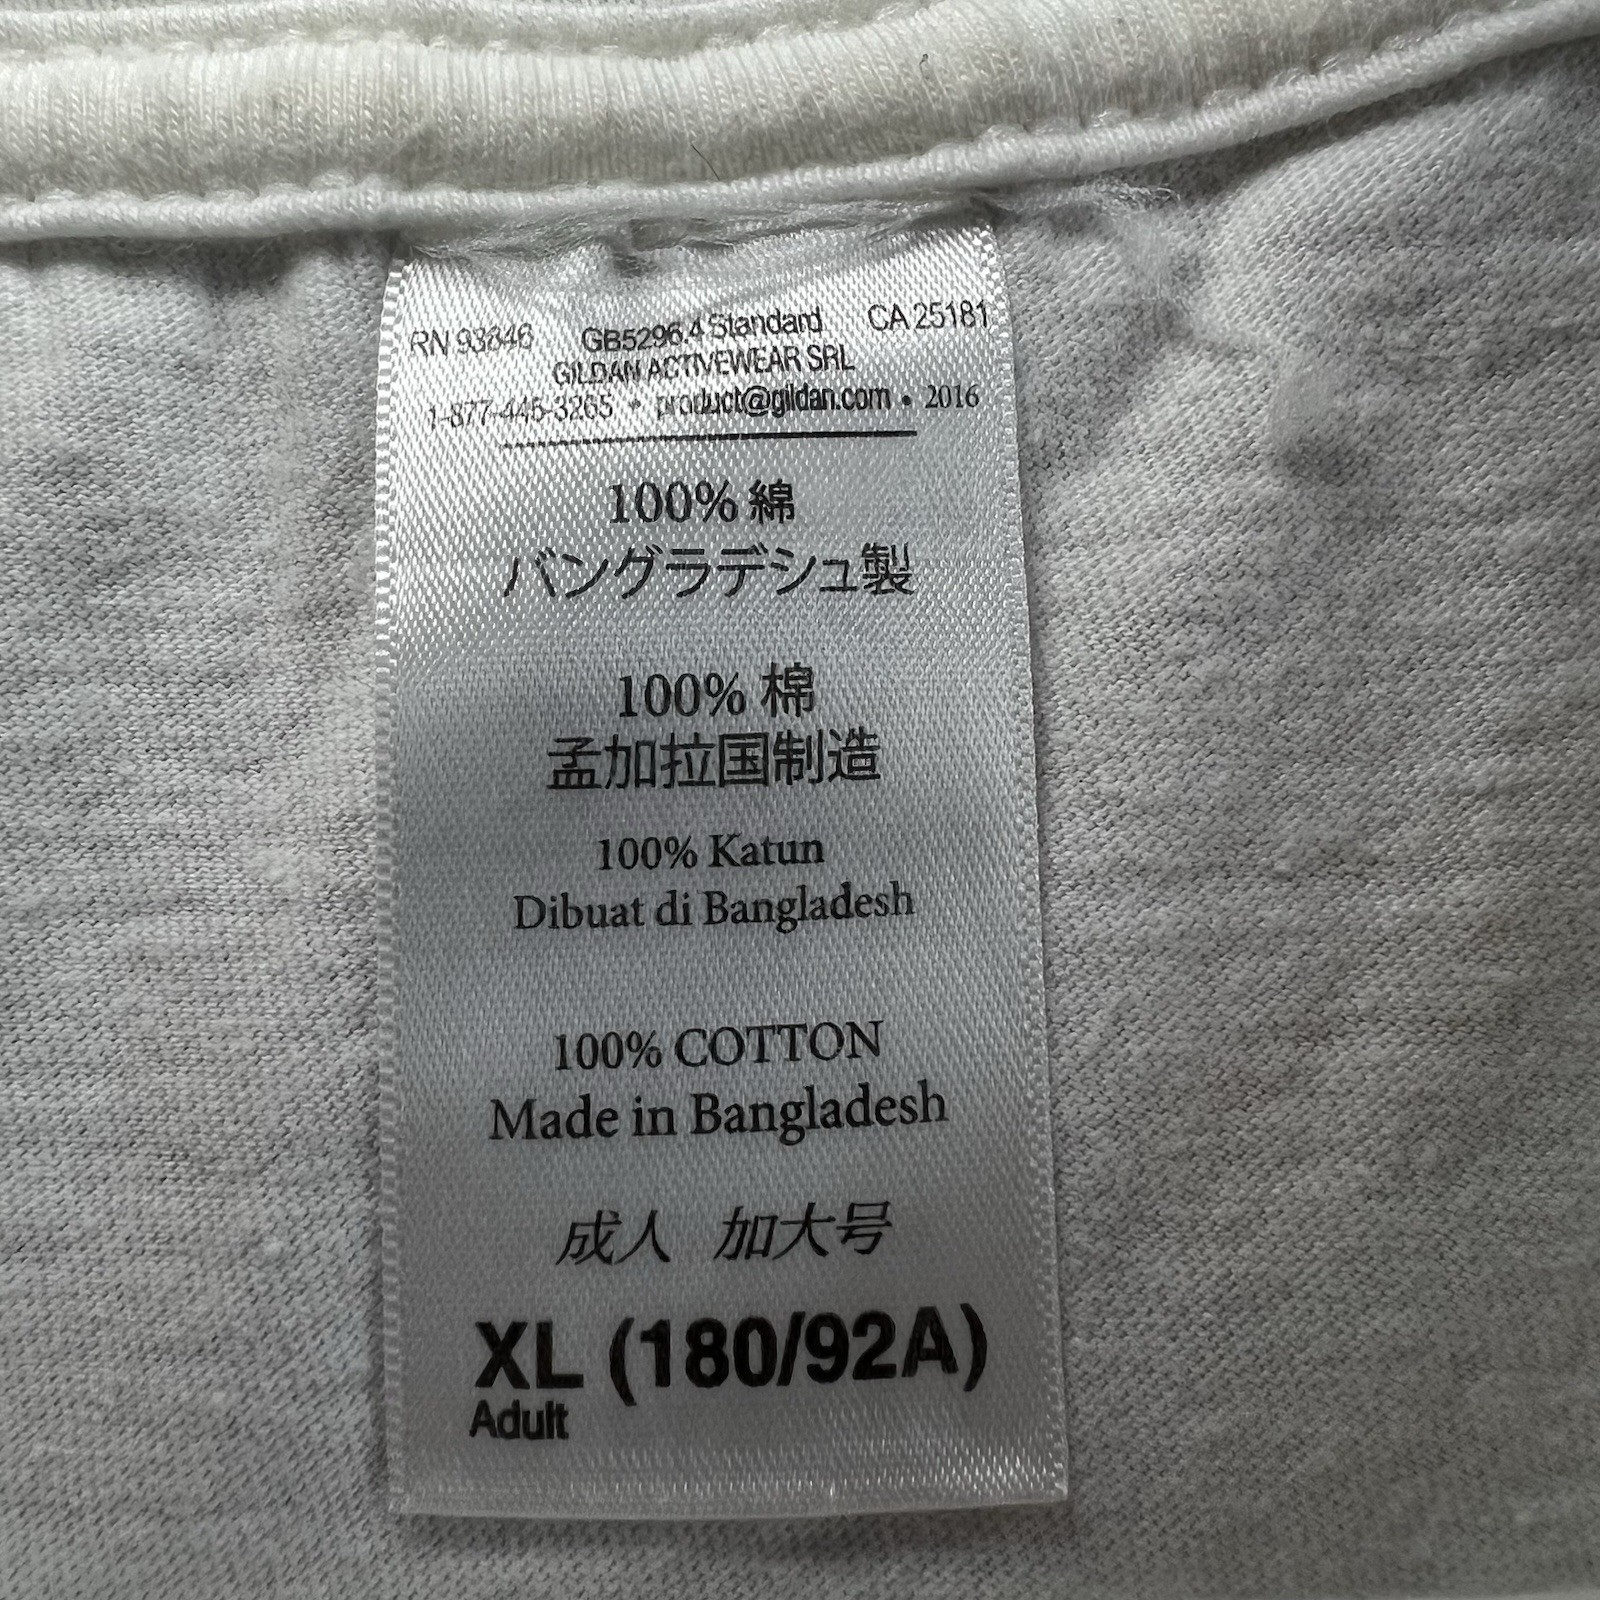 RN 93846 GB5296.4 Standard CA 25181
GILDAN ACTIVEWEAR SRL
1-877-445-3265 • product@gildan.com • 2016
100% 綿
バングラデシュ製
100% 棉
孟加拉国制造
100% Katun
Dibuat di Bangladesh
100% COTTON
Made in Bangladesh
成人 加大号
XL (180/92A)
Adult